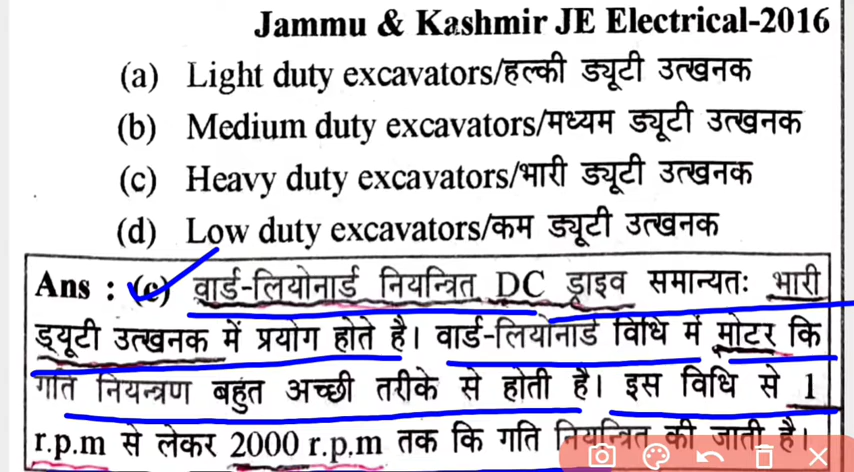 Jammu & Kashmir JE Electrical-2016
(a) Light duty excavators/हल्की ड्यूटी उत्खनक
(b) Medium duty excavators/मध्यम ड्यूटी उत्खनक
(c) Heavy duty excavators/भारी ड्यूटी उत्खनक
(d) Low duty excavators/कम ड्यूटी उत्खनक
Ans : (c) वार्ड-लियोनार्ड नियन्त्रित DC ड्राइव समान्यतः भारी
ड्यूटी उत्खनक में प्रयोग होते है। वार्ड-लियोनार्ड विधि में मोटर कि
गति नियन्त्रण बहुत अच्छी तरीके से होती है। इस विधि से 1
r.p.m से लेकर 2000 r.p.m तक कि गति नियन्त्रित की जाती है।